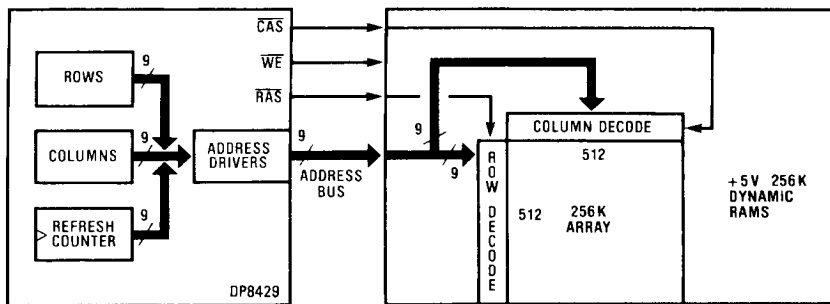 CAS
WE
RAS
9
ROWS
9
COLUMNS
9
REFRESH
COUNTER
ADDRESS
DRIVERS
9
ADDRESS
BUS
DP8429
9
9
COLUMN DECODE
512
ROW DECODE
512
256K
ARRAY
+5V 256K
DYNAMIC
RAMS